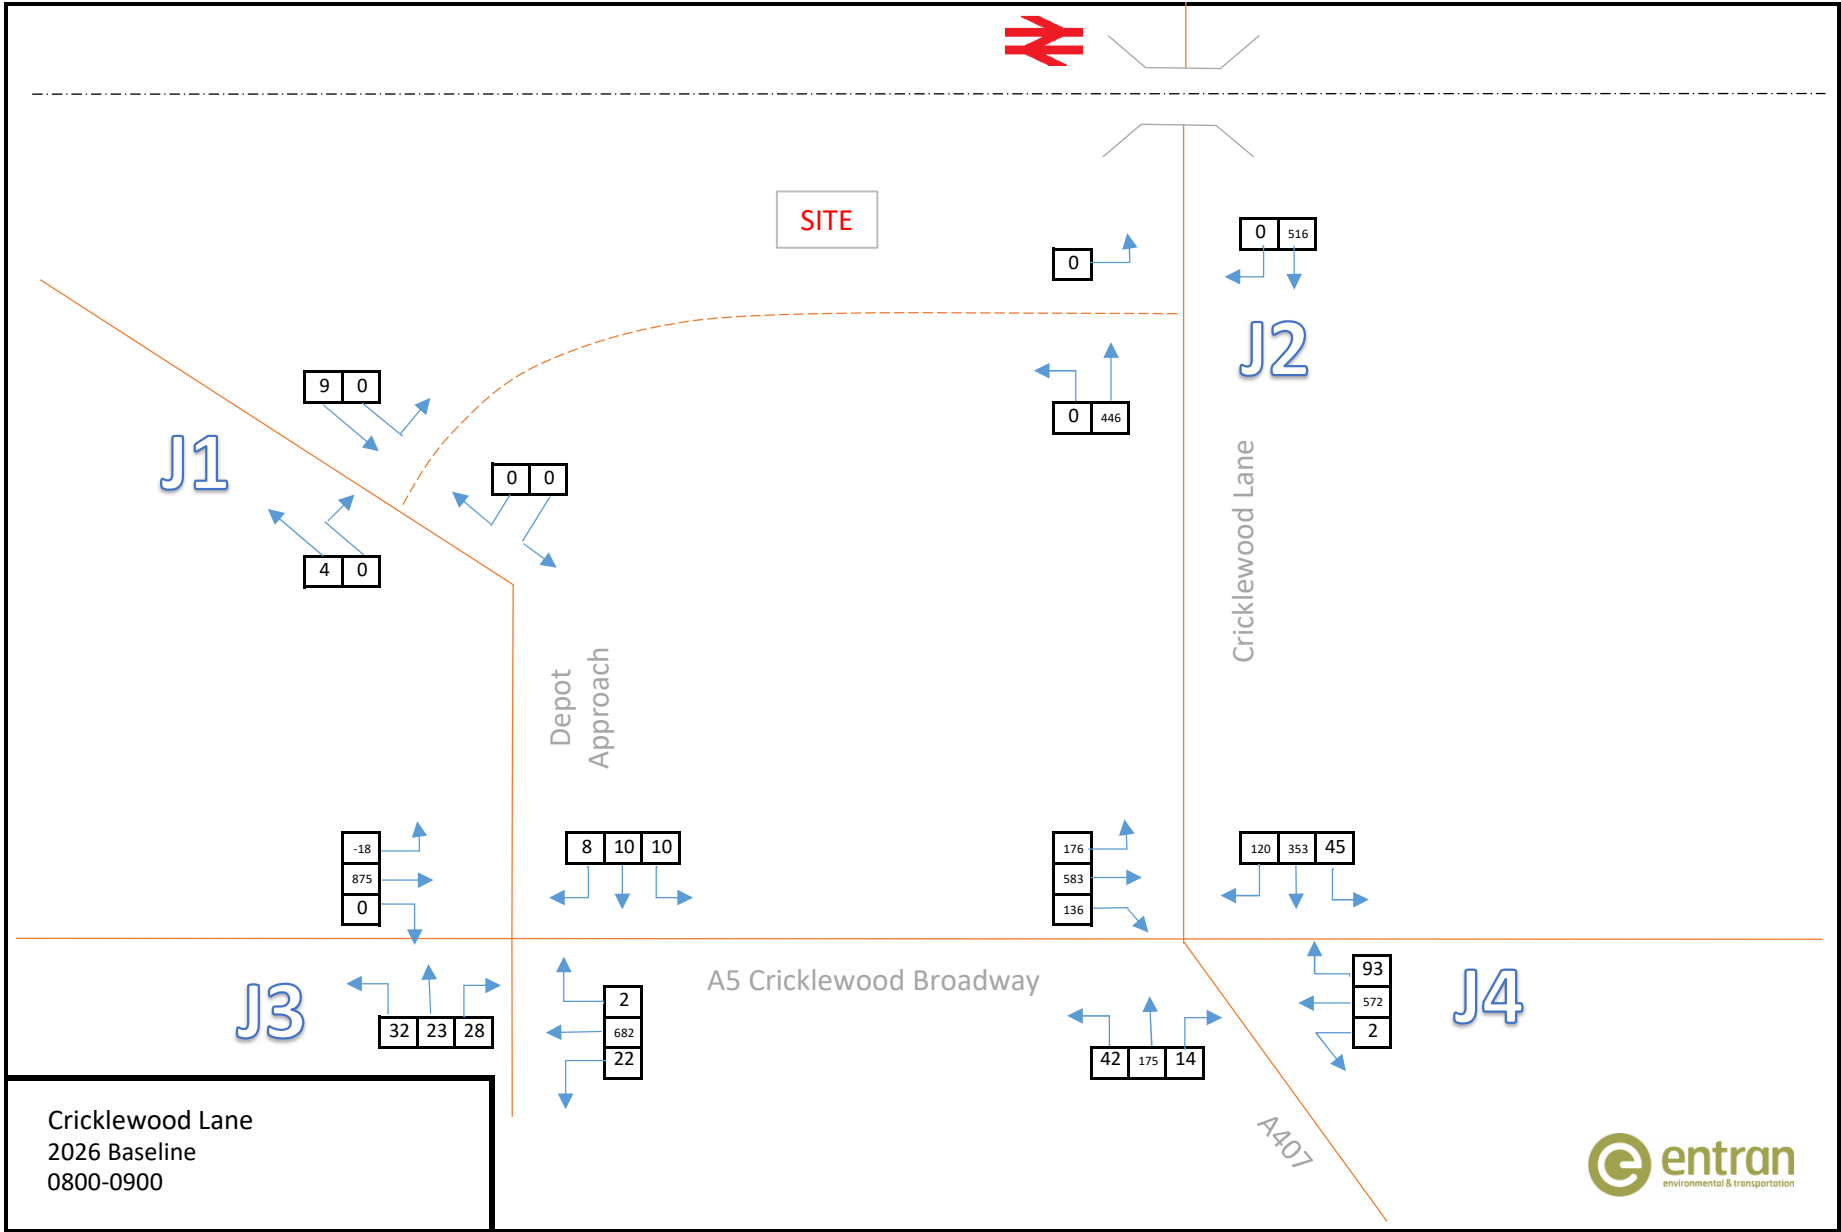 SITE
0 516
0
J2
9 0
0 446
J1
0 0
Cricklewood Lane
4 0
Depot
Approach
-18
875
0
8 10 10
176
583
136
120 353 45
A5 Cricklewood Broadway
J3
32 23 28
2
682
22
42 175 14
93
572
2
J4
A407
Cricklewood Lane
2026 Baseline
0800-0900
entran
environmental & transportation